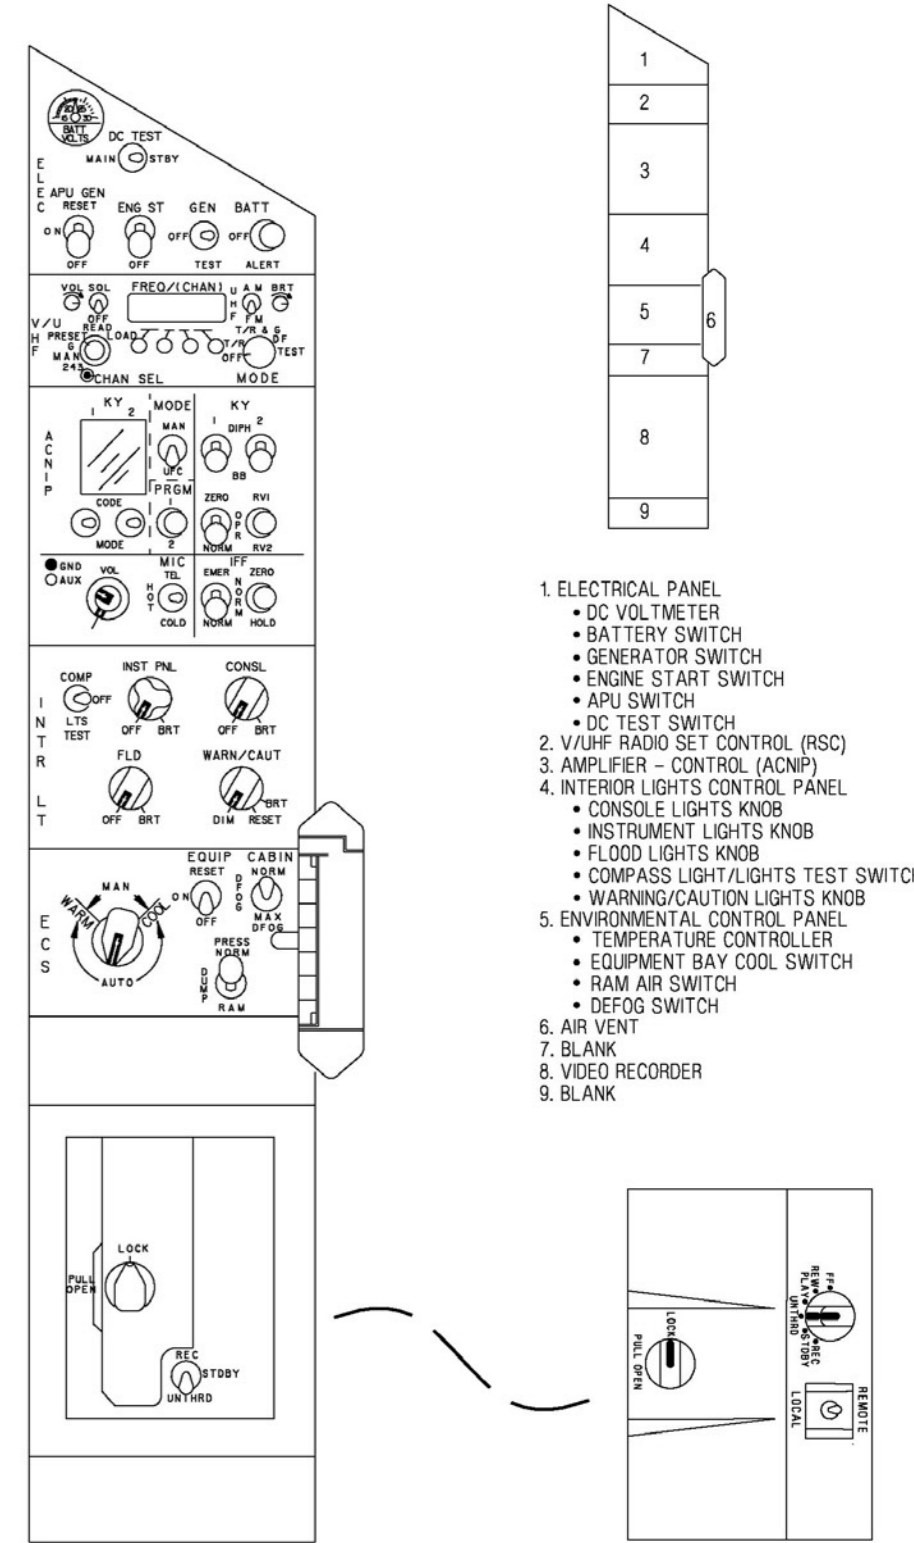 15 20 25 30
BATT
VOLTS
DC TEST
MAIN STBY
ELEC
APU GEN
RESET
ENG ST
GEN
BATT
ON
OFF
OFF
OFF
OFF
TEST
ALERT
VOL
SQL
FREQ/(CHAN)
UHF
AM
BRT
OFF
FM
V/UHF
READ
LOAD
T/R & G
PRESET
DF
G
T/R
TEST
MAN
OFF
243
CHAN SEL
MODE
ACNIP
KY
1 2
MODE
MAN
UFC
KY
1 DIPH 2
BB
CODE
MODE
PRGM
1
2
ZERO
RV1
DPR
NORM
RV2
GND
AUX
VOL
MIC
TEL
HOT
COLD
IFF
EMER
ZERO
NORM
NORM
HOLD
INTR LT
COMP
OFF
LTS
TEST
INST PNL
OFF BRT
CONSL
OFF BRT
FLD
OFF BRT
WARN/CAUT
BRT
DIM RESET
ECS
MAN
WARM
COOL
AUTO
EQUIP
RESET
ON
OFF
CABIN
NORM
DFOG
MAX
DFOG
PRESS
NORM
DUMP
RAM
LOCK
PULL
OPEN
REC
STDBY
UNTHRD
1
2
3
4
5
6
7
8
9
1. ELECTRICAL PANEL
• DC VOLTMETER
• BATTERY SWITCH
• GENERATOR SWITCH
• ENGINE START SWITCH
• APU SWITCH
• DC TEST SWITCH
2. V/UHF RADIO SET CONTROL (RSC)
3. AMPLIFIER – CONTROL (ACNIP)
4. INTERIOR LIGHTS CONTROL PANEL
• CONSOLE LIGHTS KNOB
• INSTRUMENT LIGHTS KNOB
• FLOOD LIGHTS KNOB
• COMPASS LIGHT/LIGHTS TEST SWITCH
• WARNING/CAUTION LIGHTS KNOB
5. ENVIRONMENTAL CONTROL PANEL
• TEMPERATURE CONTROLLER
• EQUIPMENT BAY COOL SWITCH
• RAM AIR SWITCH
• DEFOG SWITCH
6. AIR VENT
7. BLANK
8. VIDEO RECORDER
9. BLANK
LOCK
PULL OPEN
FF
REW
PLAY
UNTHRD
STDBY
REC
REMOTE
LOCAL